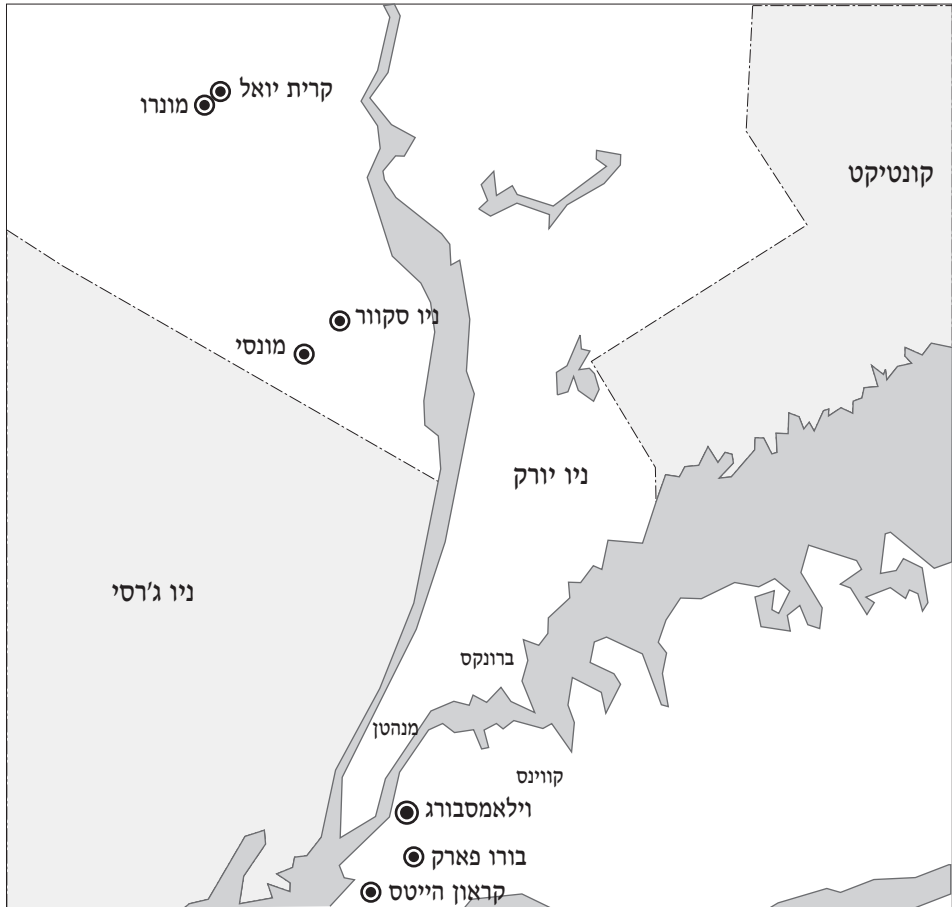 קרית יואל
מונרו
קונטיקט
ניו סקוור
מונסי
ניו יורק
ניו ג'רסי
ברונקס
מנהטן
קווינס
וילאמסבורג
בורו פארק
קראון הייטס